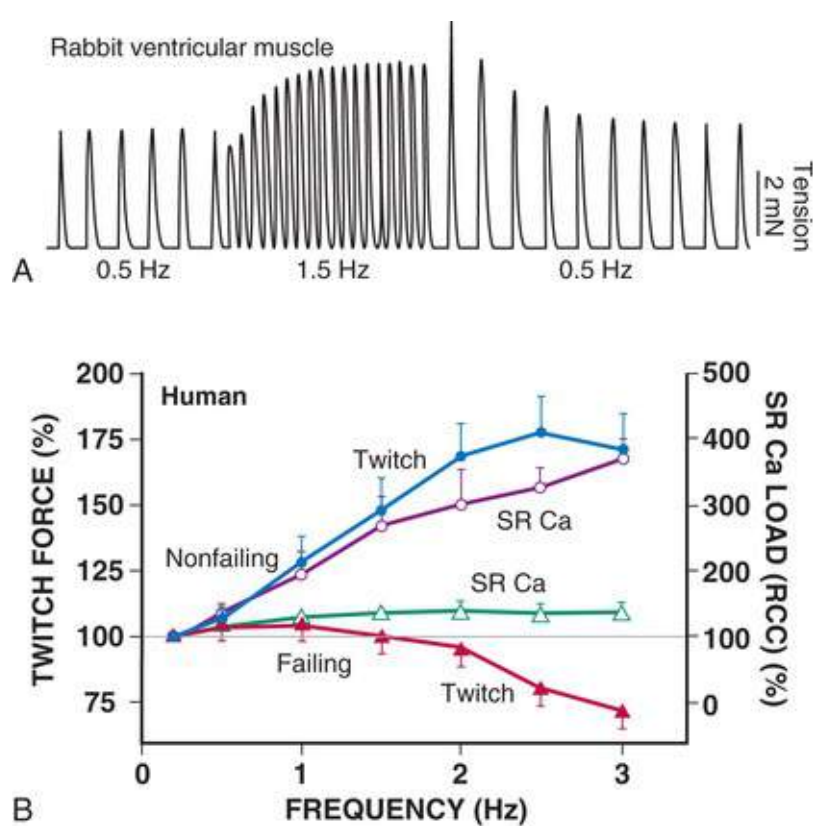 Rabbit ventricular muscle
Tension
2 mN
A
0.5 Hz
1.5 Hz
0.5 Hz
200
175
150
125
100
75
TWITCH FORCE (%)
Human
Twitch
SR Ca
Nonfailing
SR Ca
Failing
Twitch
500
400
300
200
100
0
SR Ca LOAD (RCC) (%)
0
1
2
3
B
FREQUENCY (Hz)